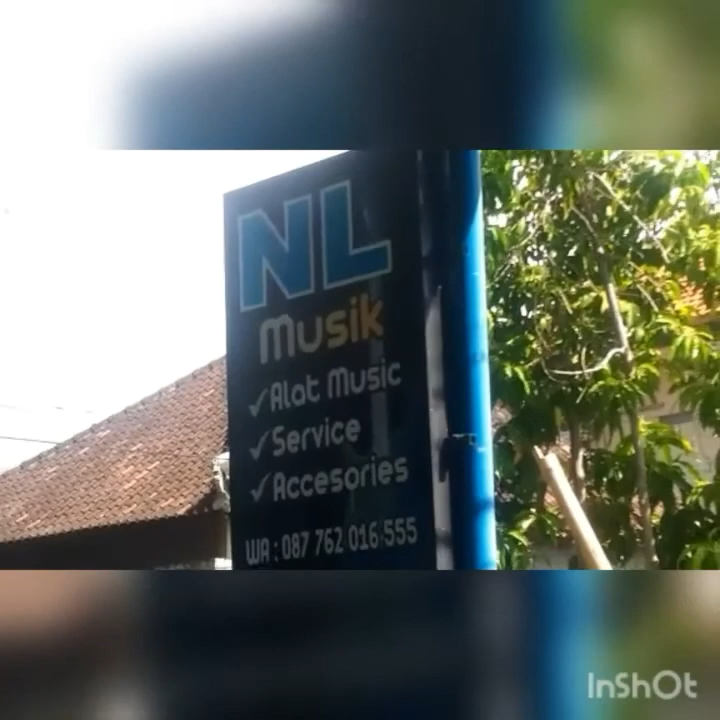 NL
Musik
✓Alat Music
✓Service
✓Accesories
WA : 087 762 016 555
InShOt